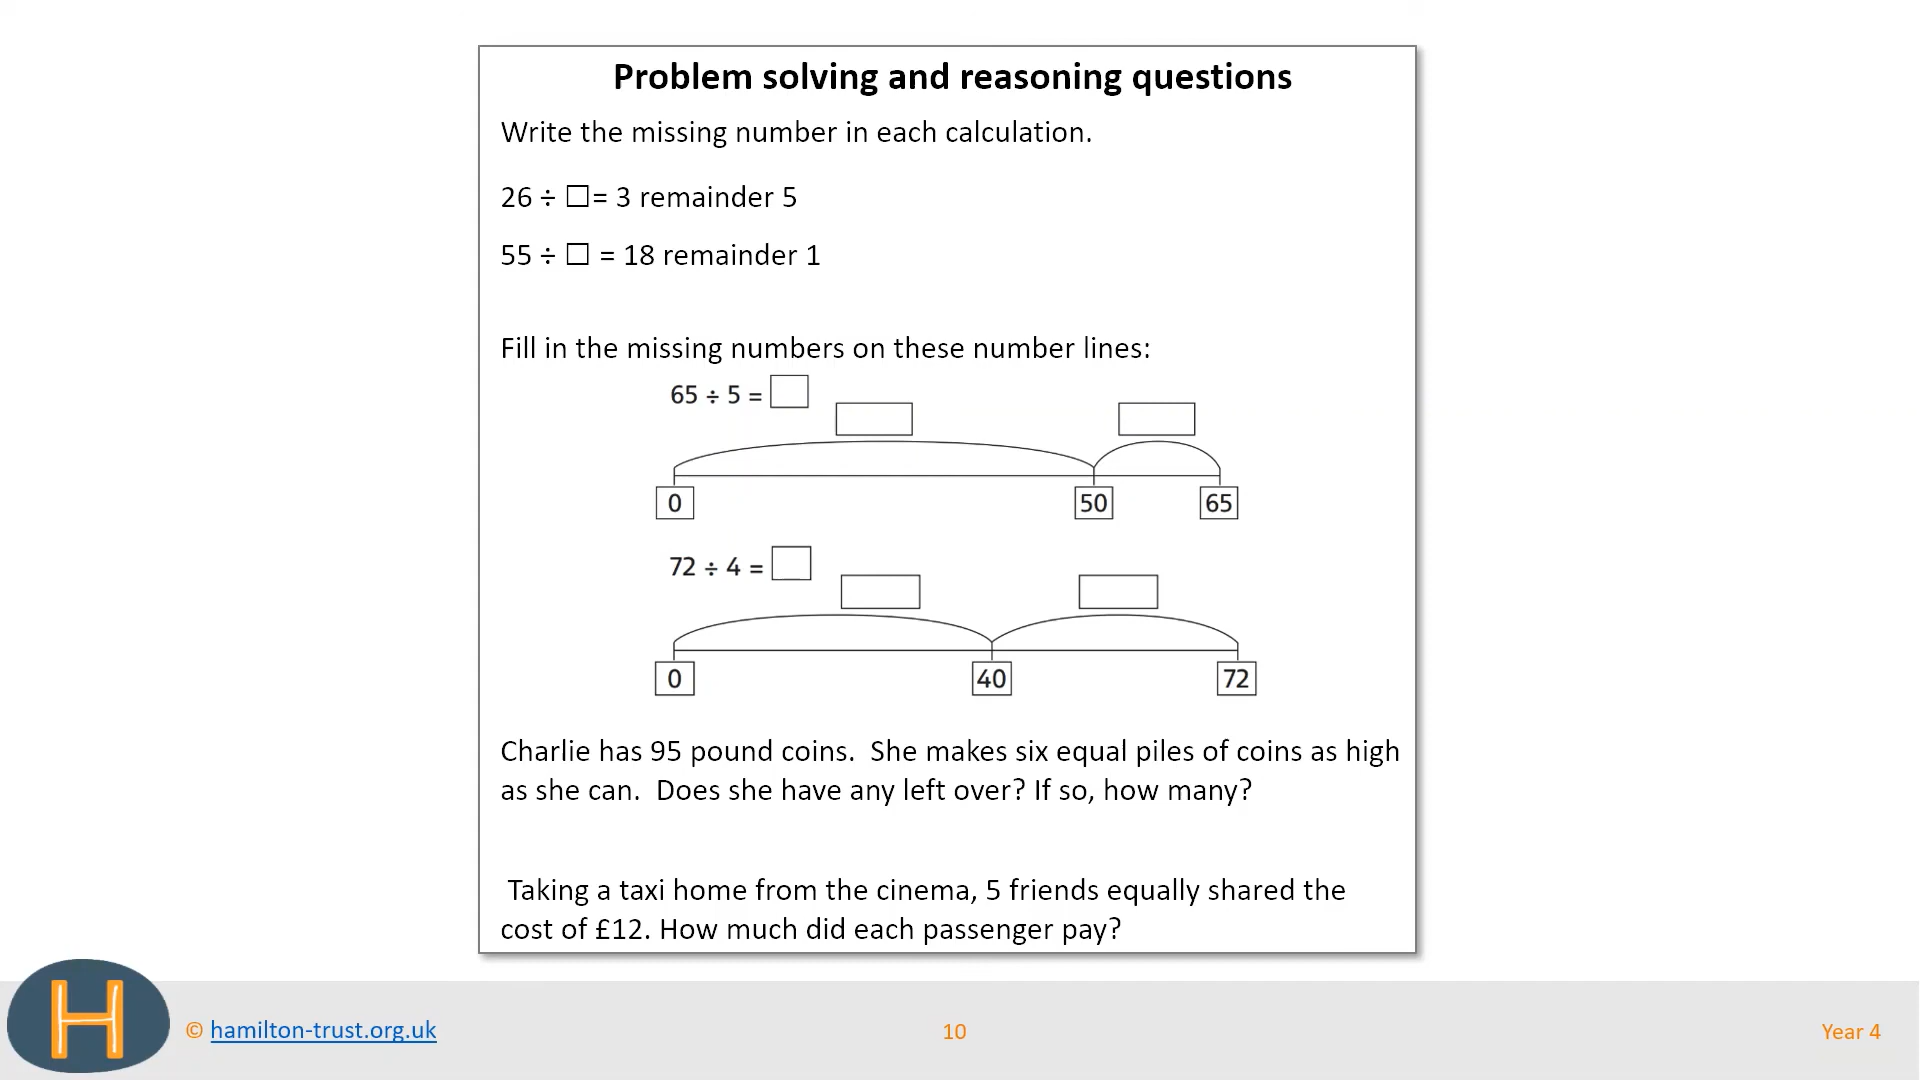 Problem solving and reasoning questions
Write the missing number in each calculation.
26 ÷ □= 3 remainder 5
55 ÷ □ = 18 remainder 1
Fill in the missing numbers on these number lines:
65 ÷ 5 = □
0 50 65
72 ÷ 4 = □
0 40 72
Charlie has 95 pound coins.  She makes six equal piles of coins as high
as she can.  Does she have any left over? If so, how many?
Taking a taxi home from the cinema, 5 friends equally shared the
cost of £12. How much did each passenger pay?
H
© hamilton-trust.org.uk
10
Year 4